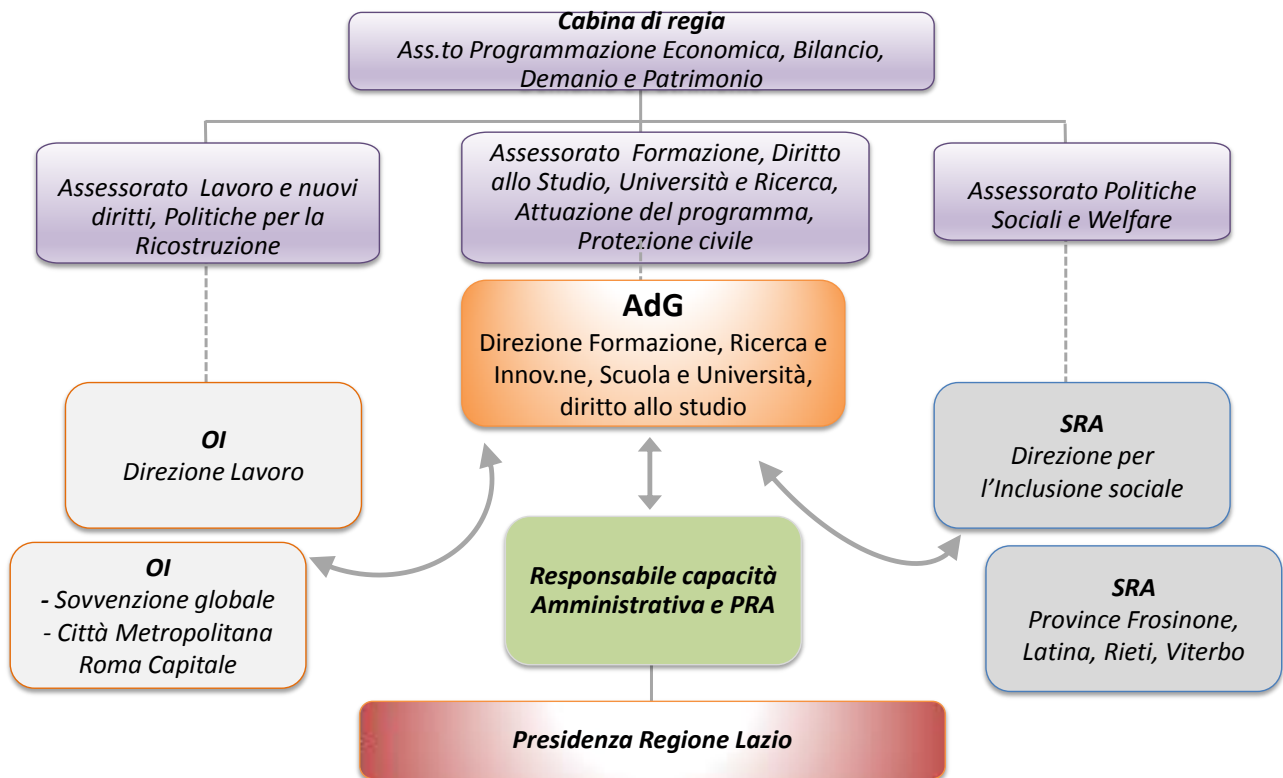 Cabina di regia
Ass.to Programmazione Economica, Bilancio,
Demanio e Patrimonio
Assessorato Lavoro e nuovi
diritti, Politiche per la
Ricostruzione
Assessorato Formazione, Diritto
allo Studio, Università e Ricerca,
Attuazione del programma,
Protezione civile
Assessorato Politiche
Sociali e Welfare
AdG
Direzione Formazione, Ricerca e
Innov.ne, Scuola e Università,
diritto allo studio
OI
Direzione Lavoro
SRA
Direzione per
l’Inclusione sociale
OI
- Sovvenzione globale
- Città Metropolitana
Roma Capitale
Responsabile capacità
Amministrativa e PRA
SRA
Province Frosinone,
Latina, Rieti, Viterbo
Presidenza Regione Lazio